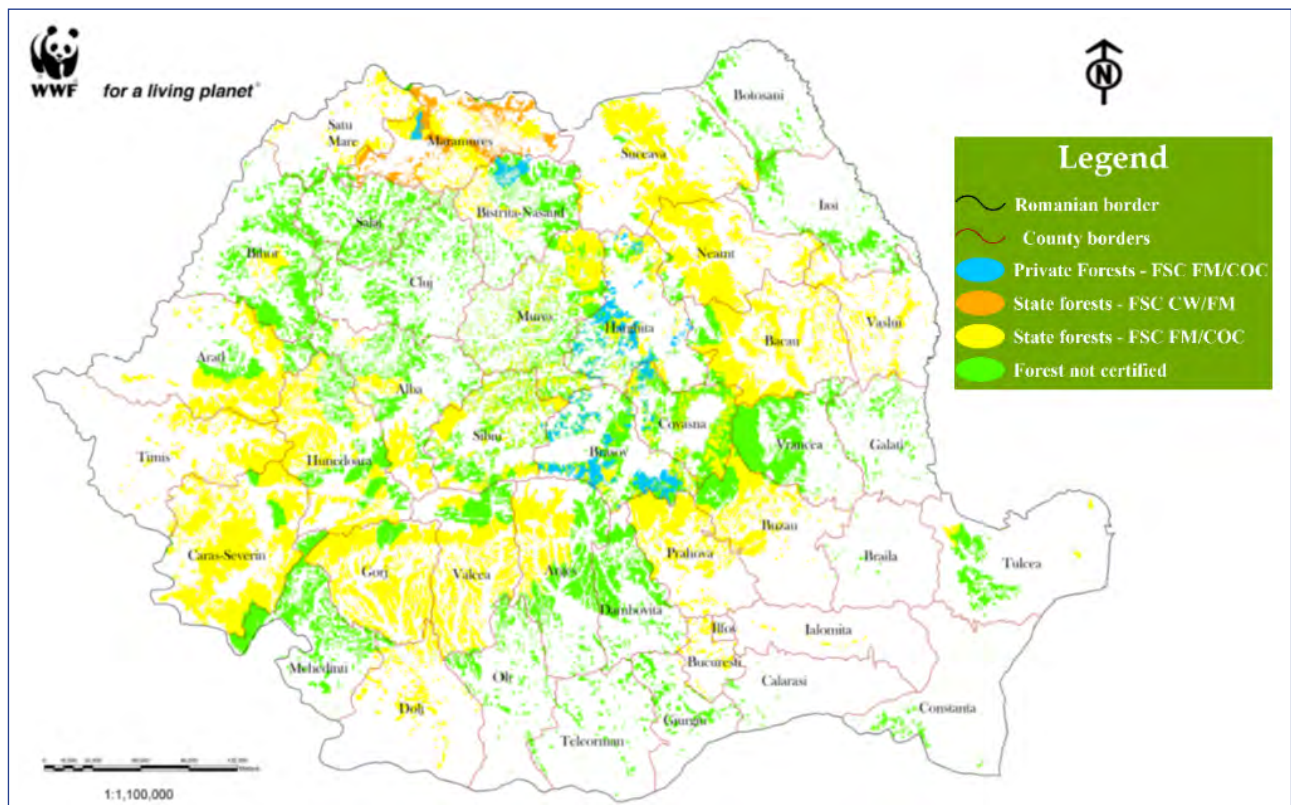 WWF
for a living planet®
N
Legend
Romanian border
County borders
Private Forests - FSC FM/COC
State forests - FSC CW/FM
State forests - FSC FM/COC
Forest not certified
Botosani
Satu
Mare
Maramures
Suceava
Iasi
Salaj
Bistrita-Nasaud
Bihor
Neamt
Cluj
Mures
Harghita
Bacau
Vaslui
Arad
Alba
Sibiu
Brasov
Covasna
Vrancea
Galati
Timis
Hunedoara
Caras-Severin
Gorj
Valcea
Arges
Prahova
Buzau
Braila
Tulcea
Dambovita
Ilfov
Ialomita
Bucuresti
Mehedinti
Olt
Calarasi
Dolj
Giurgiu
Constanta
Teleorman
1:1,100,000